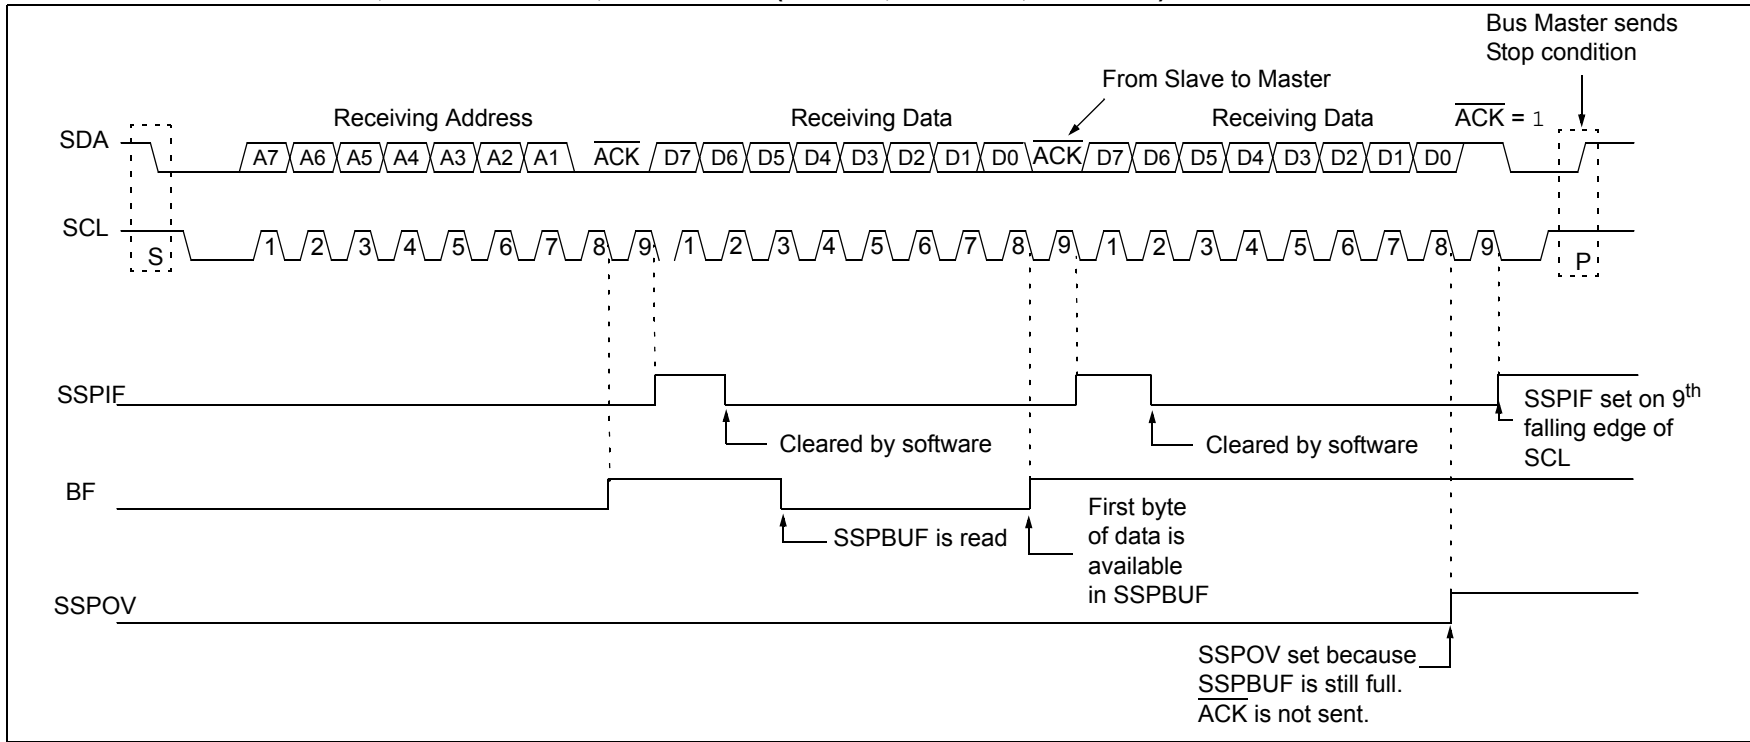 Bus Master sends
Stop condition
From Slave to Master
Receiving Address
Receiving Data
Receiving Data
ACK = 1
SDA
A7 A6 A5 A4 A3 A2 A1 ACK D7 D6 D5 D4 D3 D2 D1 D0 ACK D7 D6 D5 D4 D3 D2 D1 D0
SCL
S
1 2 3 4 5 6 7 8 9 1 2 3 4 5 6 7 8 9 1 2 3 4 5 6 7 8 9
P
SSPIF
Cleared by software
Cleared by software
SSPIF set on 9th
falling edge of
SCL
BF
SSPBUF is read
First byte
of data is
available
in SSPBUF
SSPOV
SSPOV set because
SSPBUF is still full.
ACK is not sent.